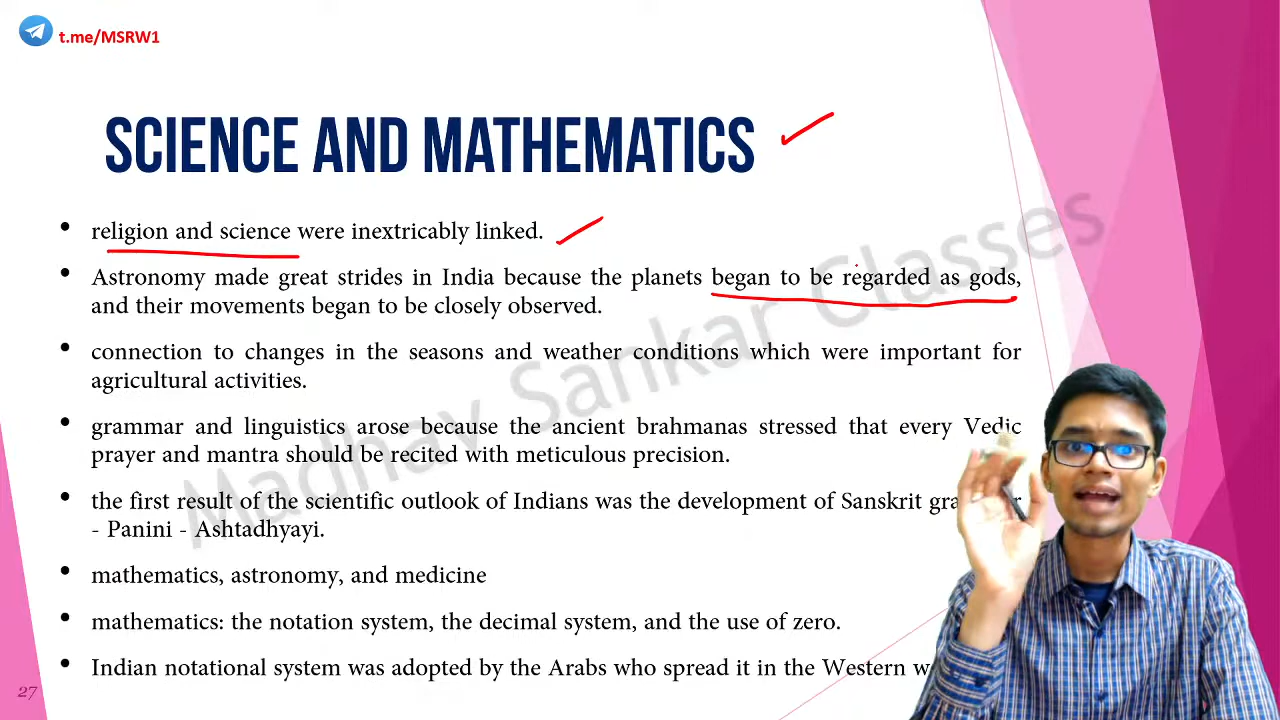 t.me/MSRW1
SCIENCE AND MATHEMATICS
• religion and science were inextricably linked.
• Astronomy made great strides in India because the planets began to be regarded as gods,
and their movements began to be closely observed.
• connection to changes in the seasons and weather conditions which were important for
agricultural activities.
• grammar and linguistics arose because the ancient brahmanas stressed that every Vedic
prayer and mantra should be recited with meticulous precision.
• the first result of the scientific outlook of Indians was the development of Sanskrit
- Panini - Ashtadhyayi.
• mathematics, astronomy, and medicine
• mathematics: the notation system, the decimal system, and the use of zero.
• Indian notational system was adopted by the Arabs who spread it in the Western
27
Madhav Sankar Classes